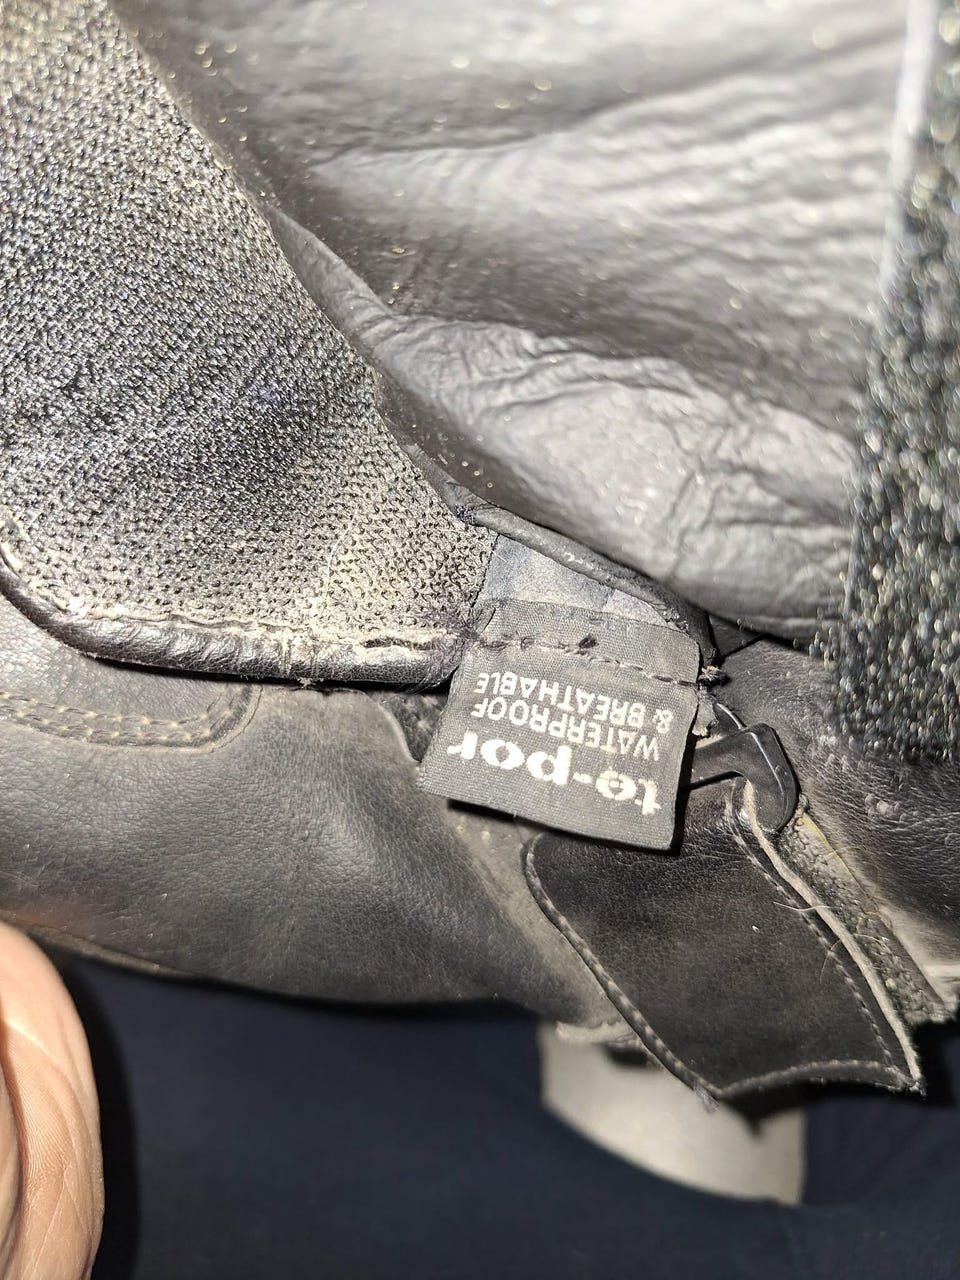 te-por
WATERPROOF
& BREATHABLE